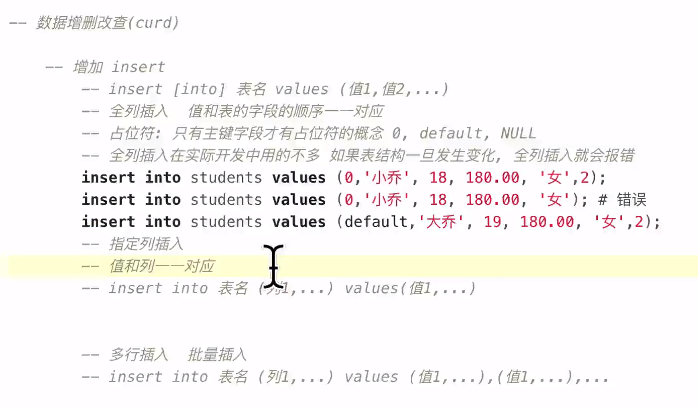 -- 数据增删改查(curd)
-- 增加 insert
-- insert [into] 表名 values (值1,值2,...)
-- 全列插入  值和表的字段的顺序一一对应
-- 占位符: 只有主键字段才有占位符的概念 0, default, NULL
-- 全列插入在实际开发中用的不多 如果表结构一旦发生变化, 全列插入就会报错
insert into students values (0,'小乔', 18, 180.00, '女',2);
insert into students values (0,'小乔', 18, 180.00, '女'); # 错误
insert into students values (default,'大乔', 19, 180.00, '女',2);
-- 指定列插入
-- 值和列一一对应
-- insert into 表名 (列1,...) values(值1,...)
-- 多行插入  批量插入
-- insert into 表名 (列1,...) values (值1,...),(值1,...),...